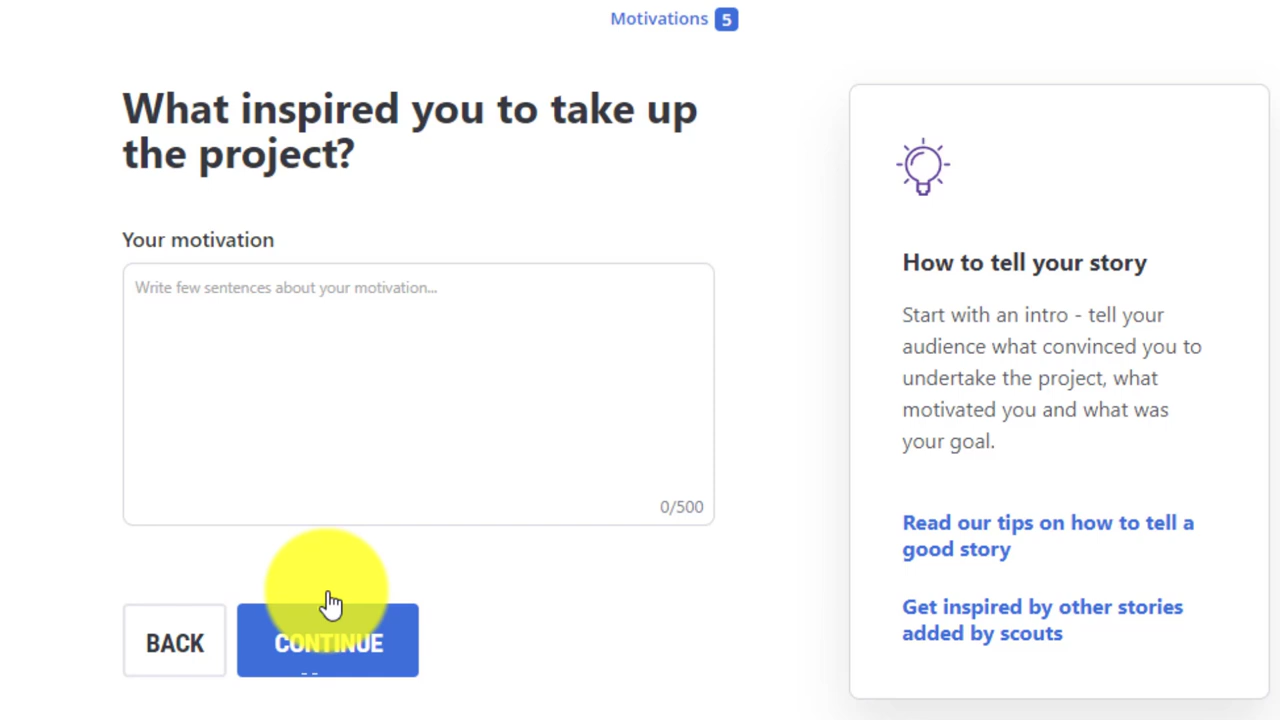 Motivations 5
What inspired you to take up
the project?
Your motivation
Write few sentences about your motivation...
0/500
BACK
CONTINUE
How to tell your story
Start with an intro - tell your
audience what convinced you to
undertake the project, what
motivated you and what was
your goal.
Read our tips on how to tell a
good story
Get inspired by other stories
added by scouts